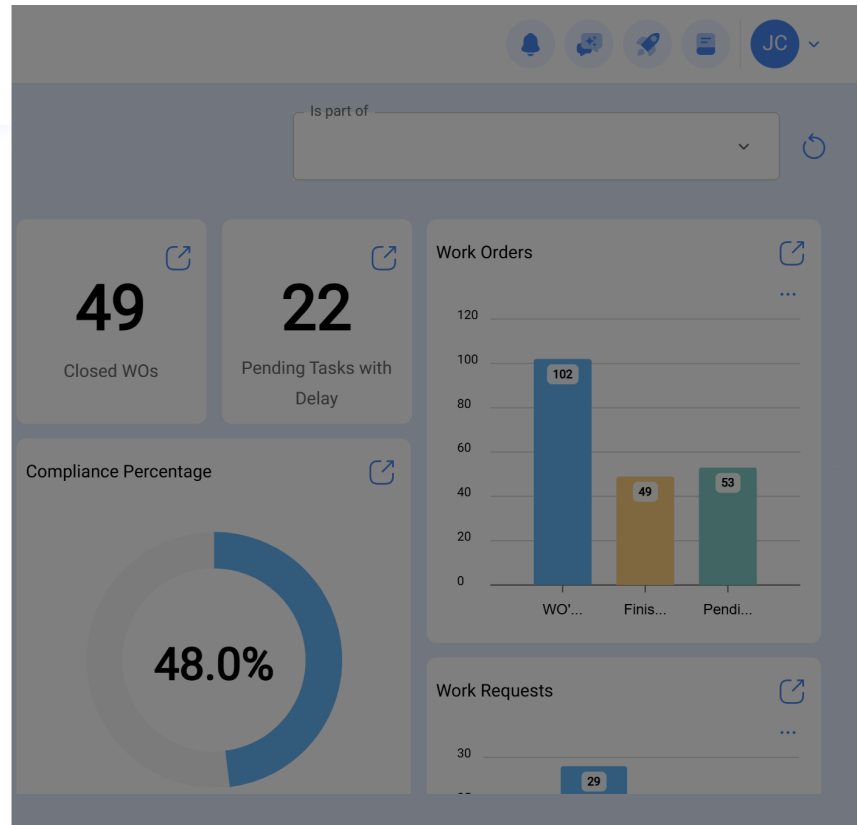 JC
Is part of
49
Closed WOs
22
Pending Tasks with
Delay
Work Orders
...
120
100
80
60
40
20
0
102
49
53
WO'...
Finis...
Pendi...
Compliance Percentage
48.0%
Work Requests
...
30
29